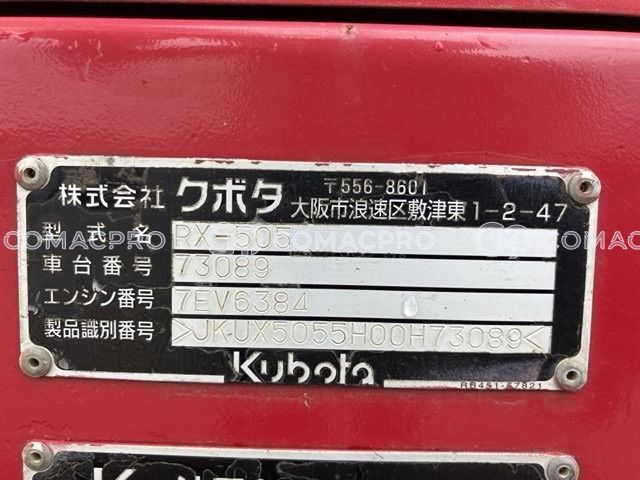 株式会社 クボタ 〒556-8601
大阪市浪速区敷津東1-2-47
型式名 RX-505
車台番号 73089
エンジン番号 7EV6384
製品識別番号 >JKUX5055H00H73089<
Kubota
RB451-57821
COMACPRO COMACPRO COMACPRO